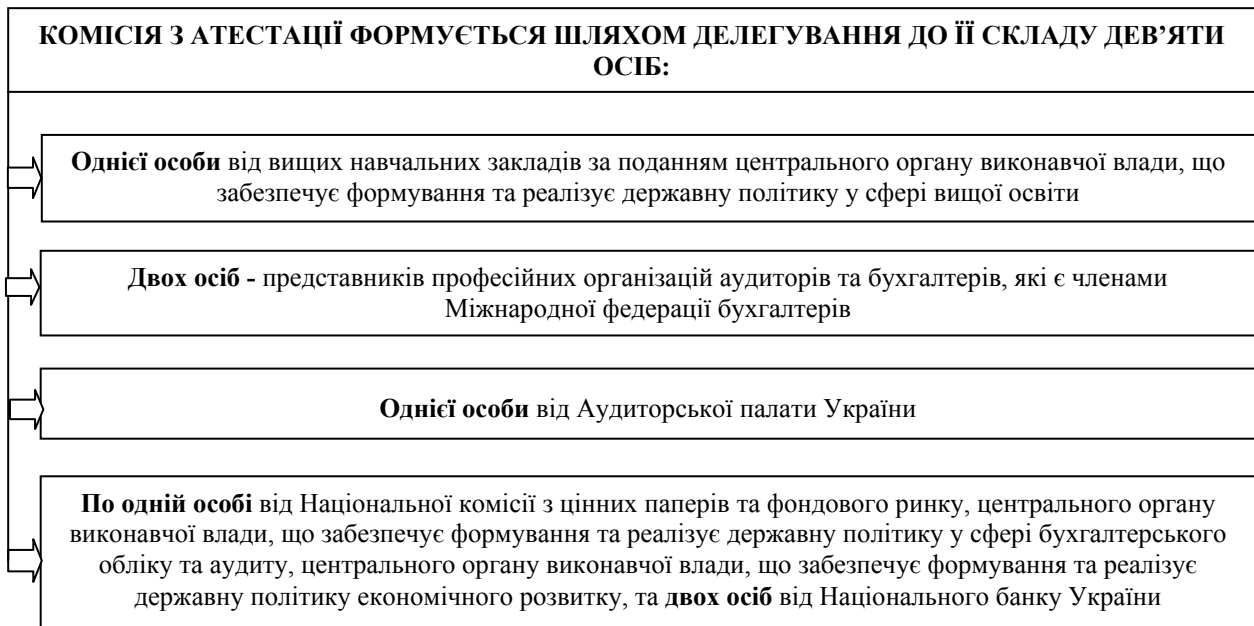 КОМІСІЯ З АТЕСТАЦІЇ ФОРМУЄТЬСЯ ШЛЯХОМ ДЕЛЕГУВАННЯ ДО ЇЇ СКЛАДУ ДЕВ’ЯТИ
ОСІБ:
Однієї особи від вищих навчальних закладів за поданням центрального органу виконавчої влади, що
забезпечує формування та реалізує державну політику у сфері вищої освіти
Двох осіб - представників професійних організацій аудиторів та бухгалтерів, які є членами
Міжнародної федерації бухгалтерів
Однієї особи від Аудиторської палати України
По одній особі від Національної комісії з цінних паперів та фондового ринку, центрального органу
виконавчої влади, що забезпечує формування та реалізує державну політику у сфері бухгалтерського
обліку та аудиту, центрального органу виконавчої влади, що забезпечує формування та реалізує
державну політику економічного розвитку, та двох осіб від Національного банку України